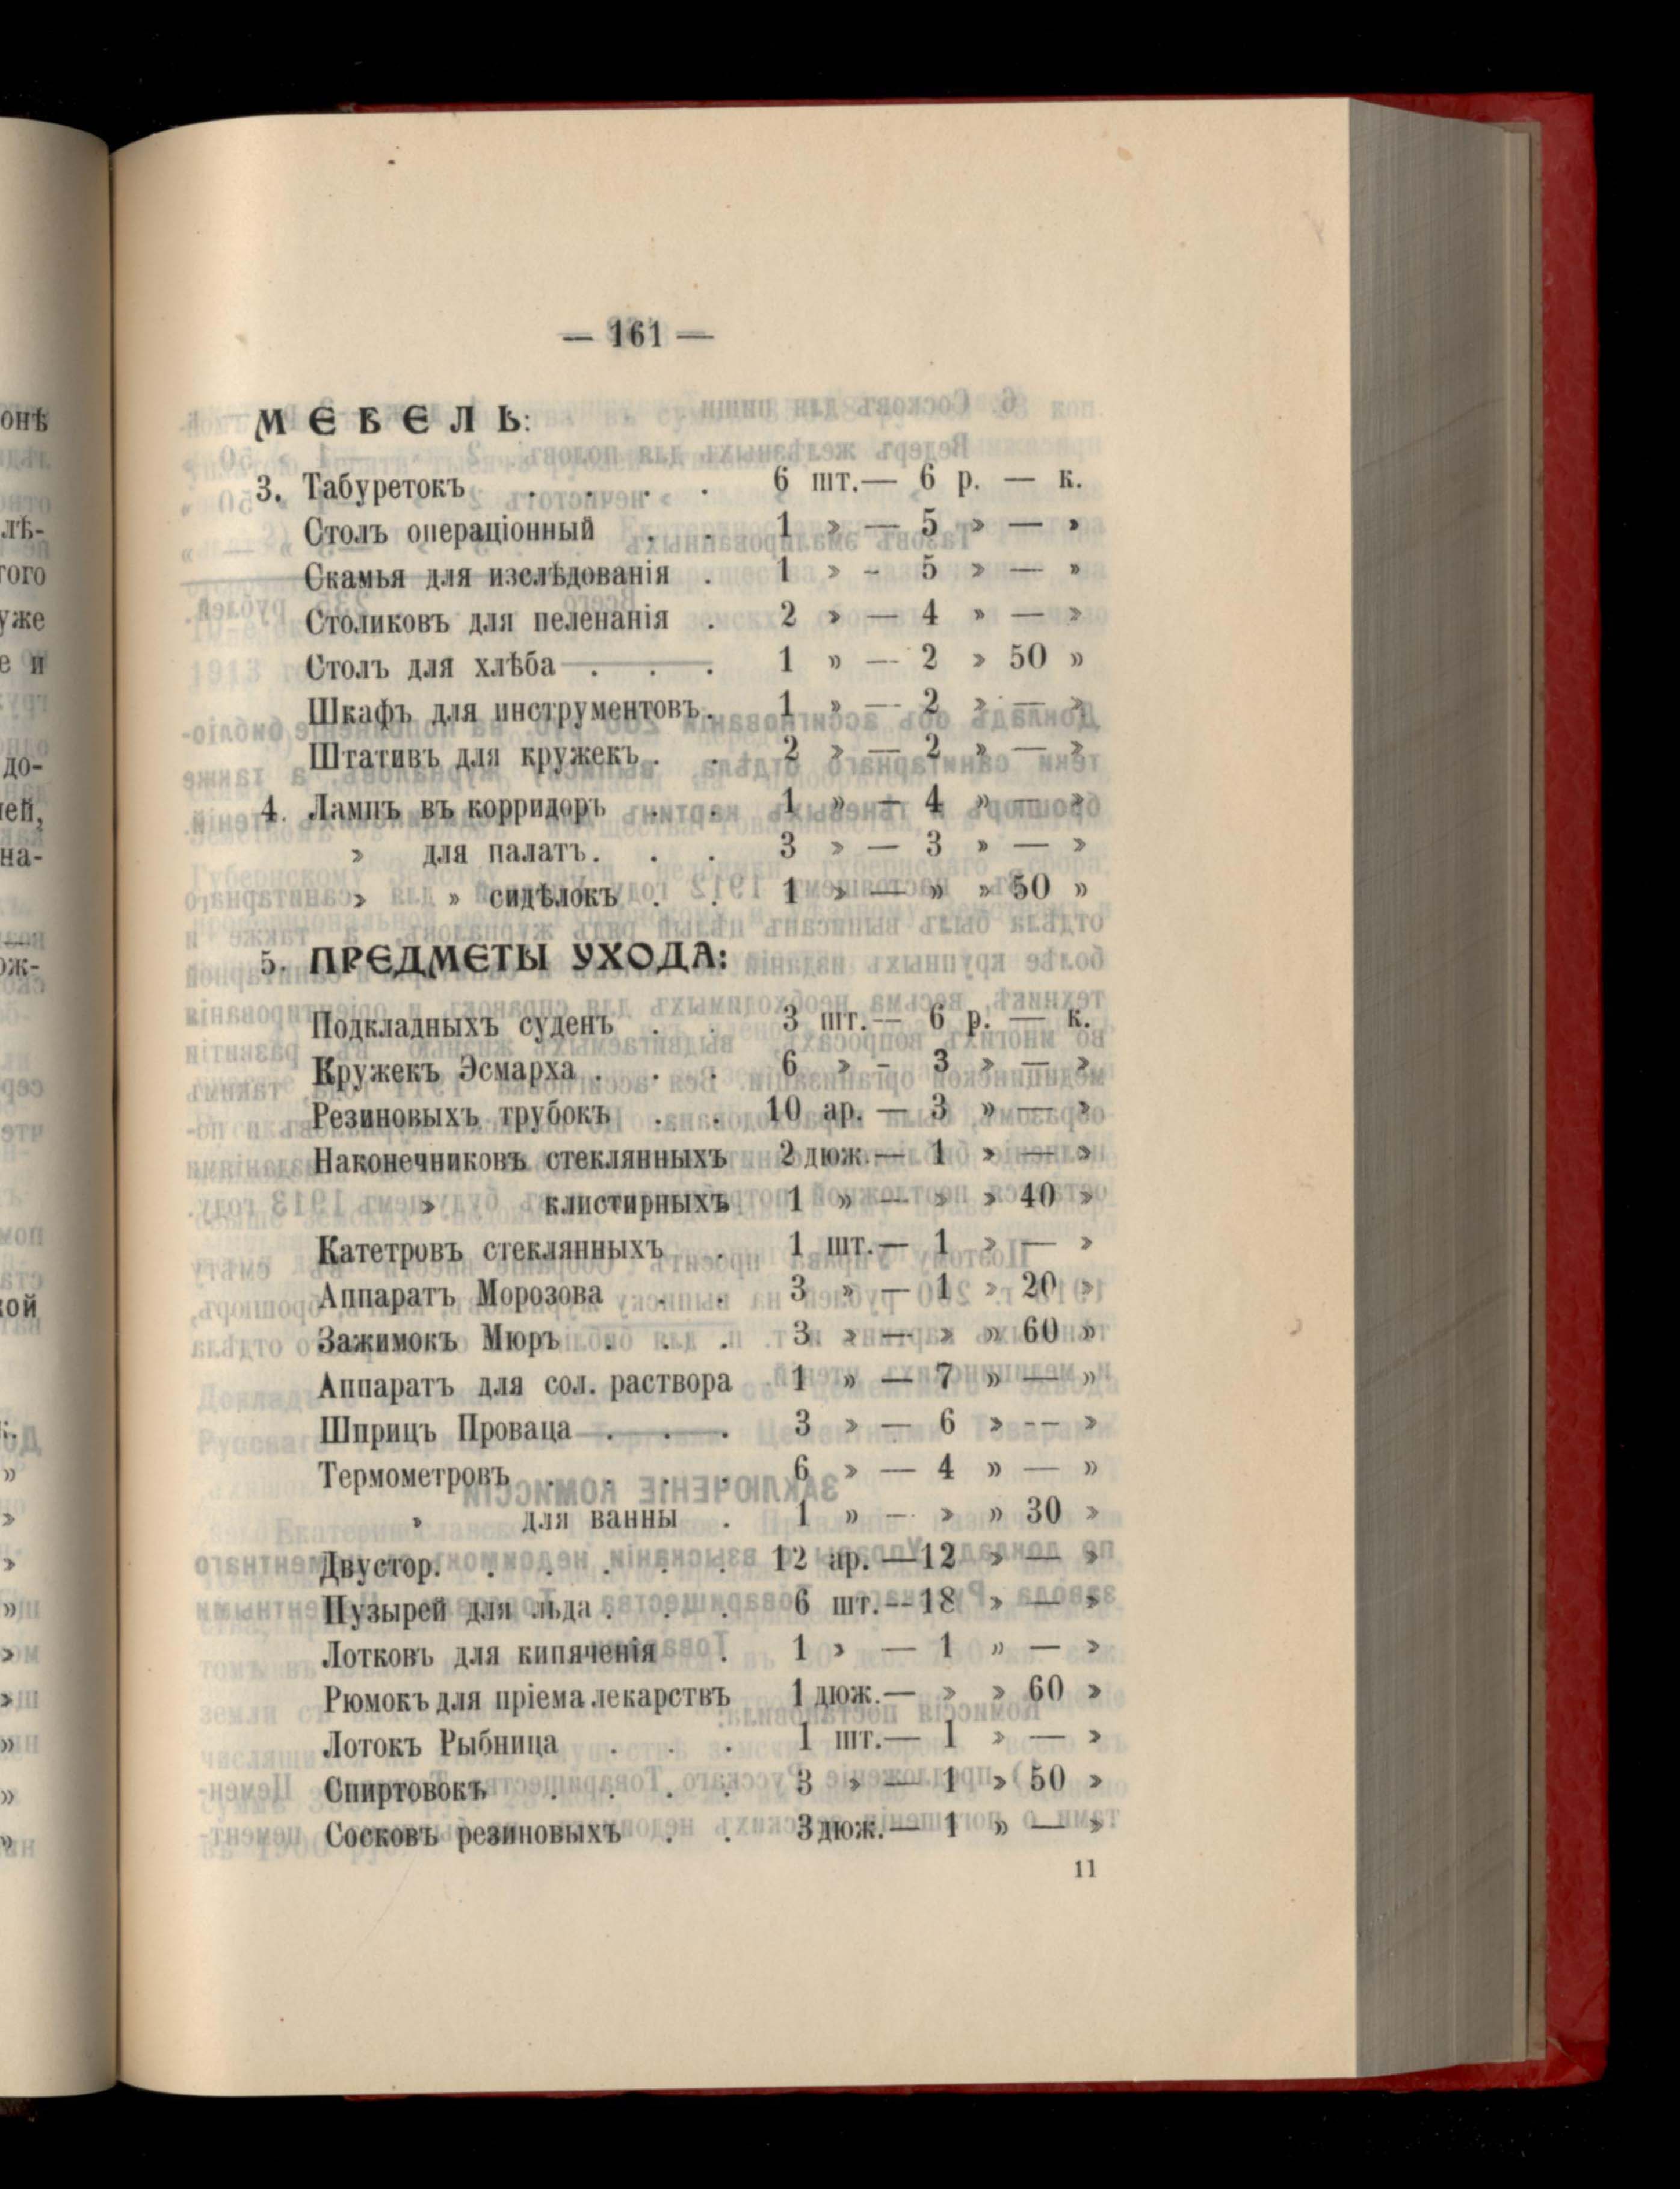 — 161 —
МЕБЕЛЬ:
3. Табуретокъ . . . . 6 шт.— 6 р. — к.
Столъ операціонный . . 1 » — 5 » — »
Скамья для изслѣдованія . 1 » - 5 » — »
Столиковъ для пеленанія . 2 » — 4 » — »
Столъ для хлѣба . . . 1 » — 2 » 50 »
Шкафъ для инструментовъ. 1 » — 2 » — »
Штативъ для кружекъ . . 2 » — 2 » — »
4. Лампъ въ корридоръ . . 1 » — 4 » — »
» для палатъ. . . 3 » — 3 » — »
» » сидѣлокъ . . 1 » — » » 50 »
5. ПРЕДМЕТЫ УХОДА:
Подкладныхъ суденъ . . 3 шт.— 6 р. — к.
Кружекъ Эсмарха . . . 6 » - 3 » — »
Резиновыхъ трубокъ . . 10 ар. — 3 » — »
Наконечниковъ стеклянныхъ 2 дюж.— 1 » — »
» клистирныхъ 1 » — » » 40 »
Катетровъ стеклянныхъ . 1 шт.— 1 » — »
Аппаратъ Морозова . . 3 » — 1 » 20 »
Зажимокъ Мюръ . . . 3 » — » » 60 »
Аппаратъ для сол. раствора 1 » — 7 » — »
Шприцъ Проваца . . . 3 » — 6 » -- »
Термометровъ . . . . 6 » — 4 » — »
» для ванны . 1 » — » » 30 »
Двустор. . . . . . 12 ар. —12 » — »
Пузырей для льда . . . 6 шт.--18 » — »
Лотковъ для кипяченія . 1 » — 1 » — »
Рюмокъ для пріема лекарствъ 1 дюж.— » » 60 »
Лотокъ Рыбница . . . 1 шт.— 1 » — »
Спиртовокъ . . . . 3 » — 1 » 50 »
Сосковъ резиновыхъ . . 3 дюж.— 1 » — »
11